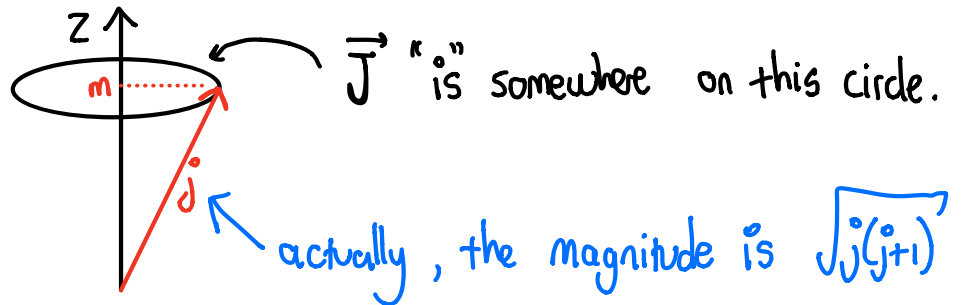 Z
m
J⃗ “is” somewhere on this circle.
j
actually, the magnitude is √j(j+1)